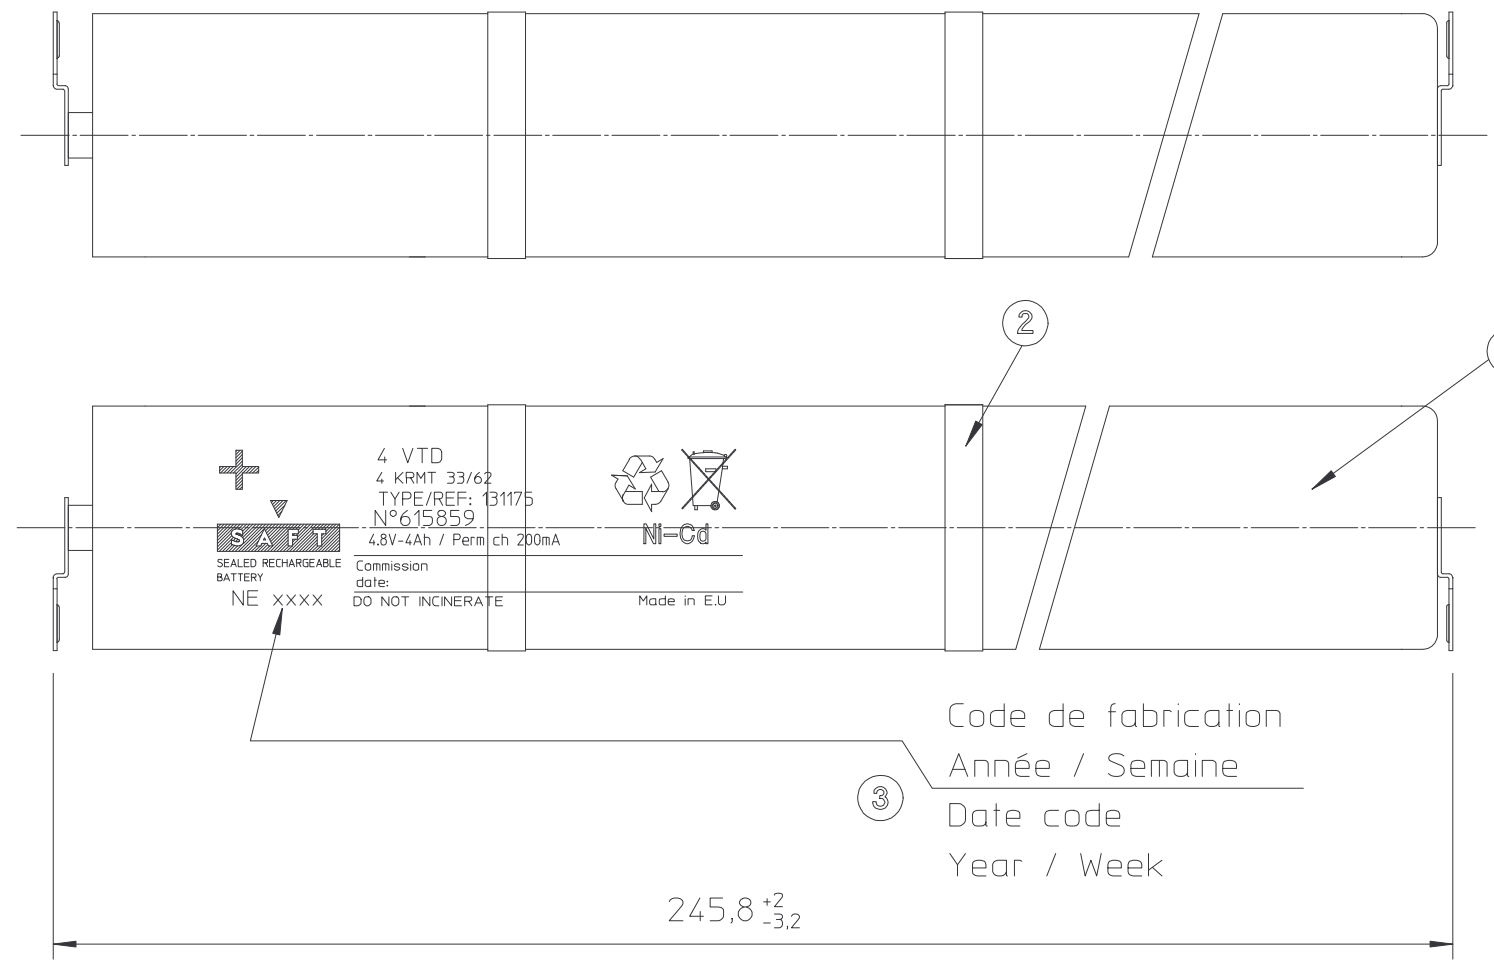 2
4 VTD
4 KRMT 33/62
TYPE/REF: 131175
N°615859
4.8V-4Ah / Perm ch 200mA
SAFT
SEALED RECHARGEABLE
BATTERY
NE xxxx
Commission
date:
DO NOT INCINERATE
Ni-Cd
Made in E.U
Code de fabrication
Année / Semaine
3
Date code
Year / Week
245,8 +2
-3,2